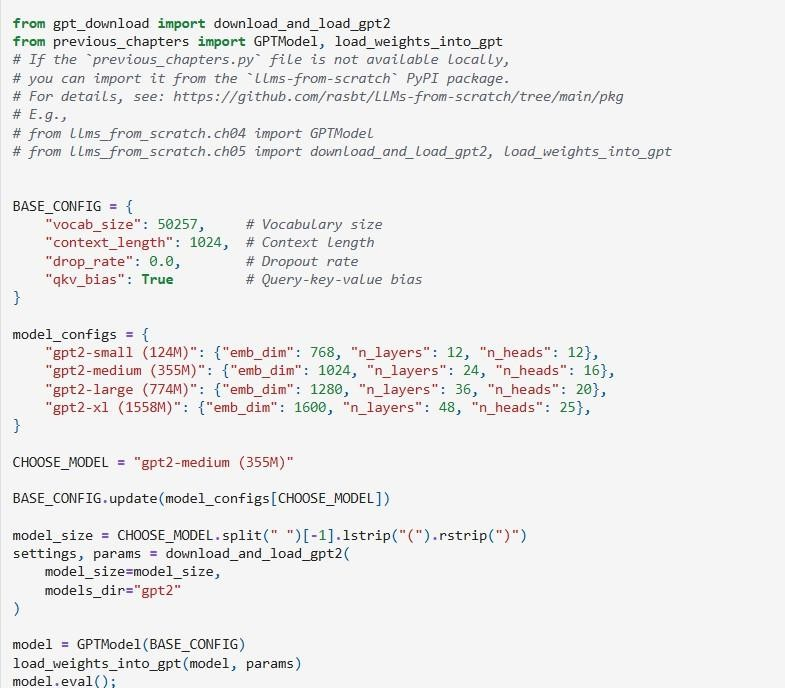 from gpt_download import download_and_load_gpt2
from previous_chapters import GPTModel, load_weights_into_gpt
# If the `previous_chapters.py` file is not available locally,
# you can import it from the `llms-from-scratch` PyPI package.
# For details, see: https://github.com/rasbt/LLMs-from-scratch/tree/main/pkg
# E.g.,
# from llms_from_scratch.ch04 import GPTModel
# from llms_from_scratch.ch05 import download_and_load_gpt2, load_weights_into_gpt


BASE_CONFIG = {
    "vocab_size": 50257,     # Vocabulary size
    "context_length": 1024,  # Context length
    "drop_rate": 0.0,        # Dropout rate
    "qkv_bias": True         # Query-key-value bias
}

model_configs = {
    "gpt2-small (124M)": {"emb_dim": 768, "n_layers": 12, "n_heads": 12},
    "gpt2-medium (355M)": {"emb_dim": 1024, "n_layers": 24, "n_heads": 16},
    "gpt2-large (774M)": {"emb_dim": 1280, "n_layers": 36, "n_heads": 20},
    "gpt2-xl (1558M)": {"emb_dim": 1600, "n_layers": 48, "n_heads": 25},
}

CHOOSE_MODEL = "gpt2-medium (355M)"

BASE_CONFIG.update(model_configs[CHOOSE_MODEL])

model_size = CHOOSE_MODEL.split(" ")[-1].lstrip("(").rstrip(")")
settings, params = download_and_load_gpt2(
    model_size=model_size,
    models_dir="gpt2"
)

model = GPTModel(BASE_CONFIG)
load_weights_into_gpt(model, params)
model.eval();